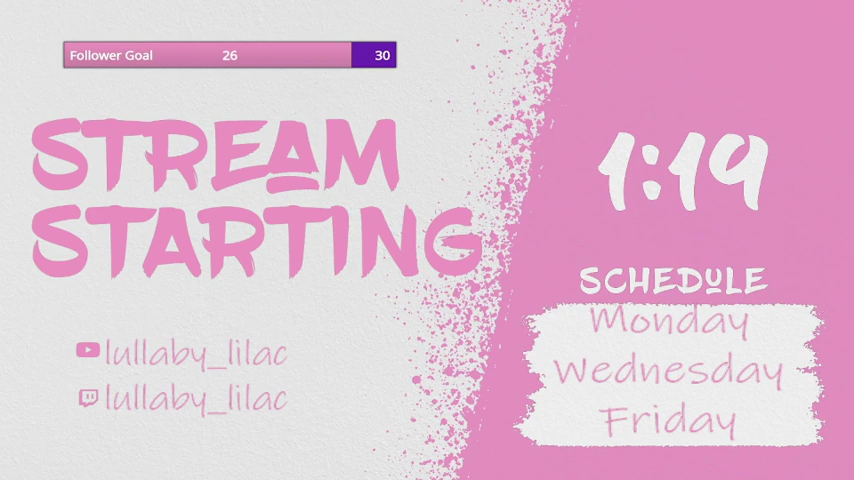 Follower Goal 26 30
STREAM
STARTING
lullaby_lilac
lullaby_lilac
1:19
SCHEDULE
Monday
Wednesday
Friday